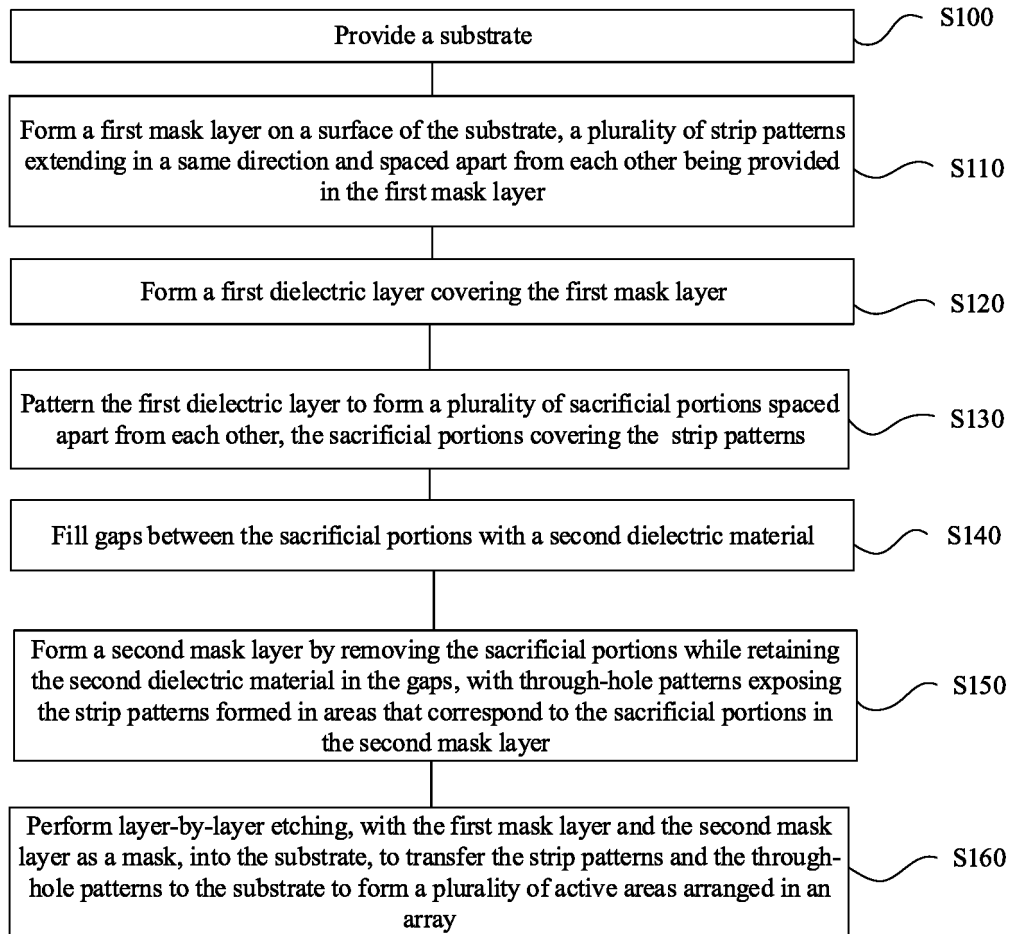 Provide a substrate
S100
Form a first mask layer on a surface of the substrate, a plurality of strip patterns
extending in a same direction and spaced apart from each other being provided
in the first mask layer
S110
Form a first dielectric layer covering the first mask layer
S120
Pattern the first dielectric layer to form a plurality of sacrificial portions spaced
apart from each other, the sacrificial portions covering the strip patterns
S130
Fill gaps between the sacrificial portions with a second dielectric material
S140
Form a second mask layer by removing the sacrificial portions while retaining
the second dielectric material in the gaps, with through-hole patterns exposing
the strip patterns formed in areas that correspond to the sacrificial portions in
the second mask layer
S150
Perform layer-by-layer etching, with the first mask layer and the second mask
layer as a mask, into the substrate, to transfer the strip patterns and the through-
hole patterns to the substrate to form a plurality of active areas arranged in an
array
S160